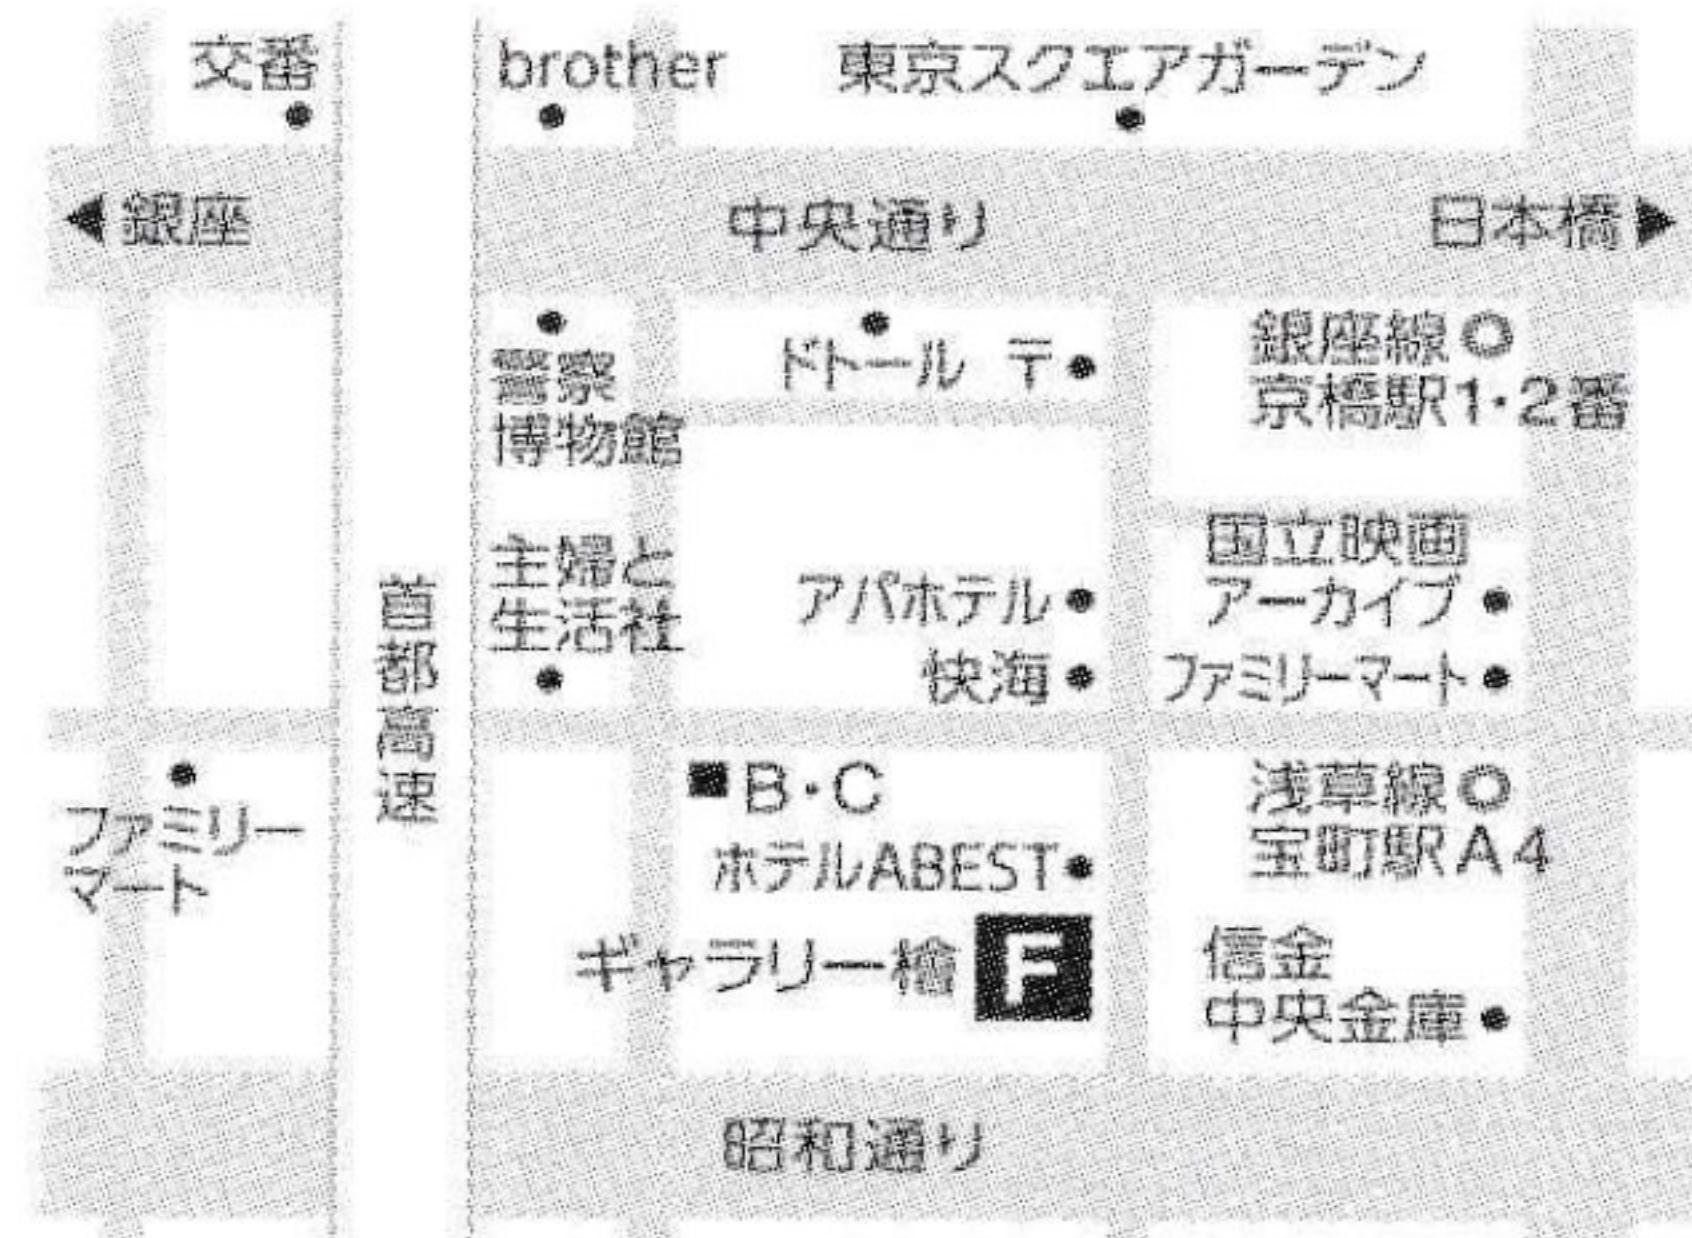 交番
brother
東京スクエアガーデン
銀座
中央通り
日本橋
警察
博物館
ドトール
〒
銀座線
京橋駅1・2番
主婦と
生活社
首都高速
アパホテル
快海
国立映画
アーカイブ
ファミリーマート
ファミリー
マート
B・C
ホテルABEST
ギャラリー檜
F
浅草線
宝町駅A4
信金
中央金庫
昭和通り